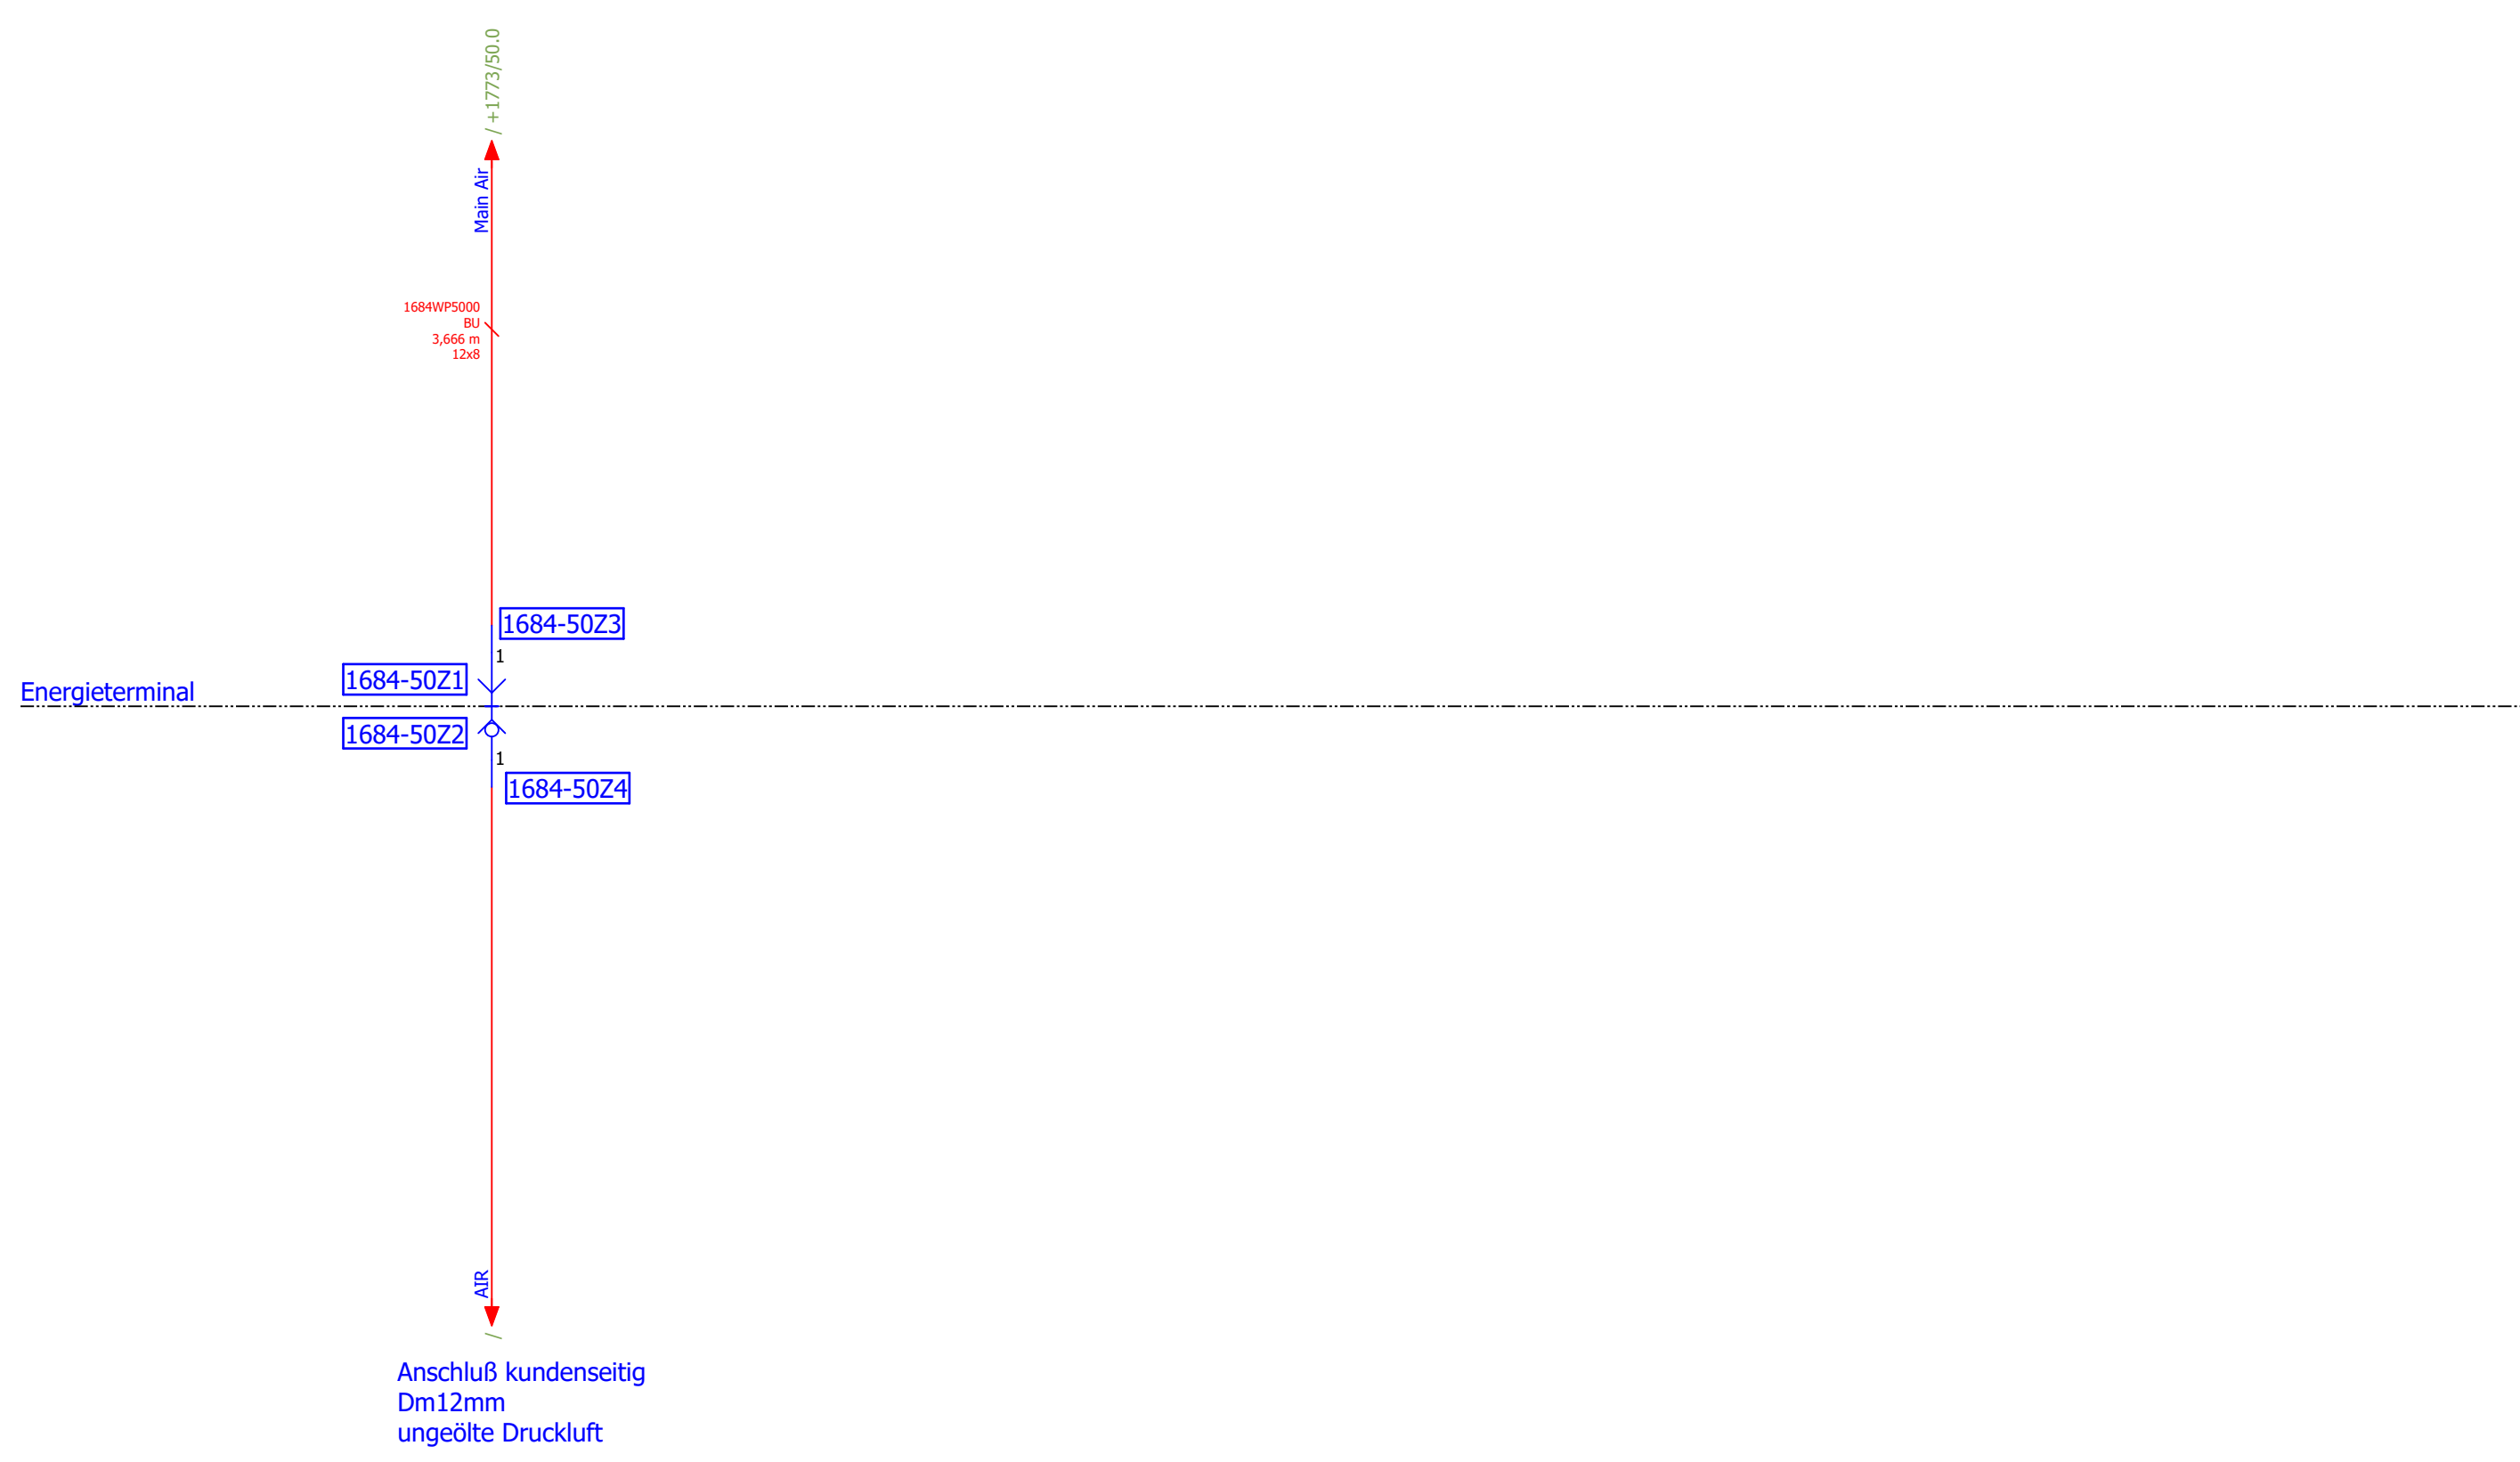 / +1773/50.0
Main Air
1684WP5000
BU
3,666 m
12x8
1684-50Z3
1
1684-50Z1
Energieterminal
1684-50Z2
1
1684-50Z4
AIR
/
Anschluß kundenseitig
Dm12mm
ungeölte Druckluft